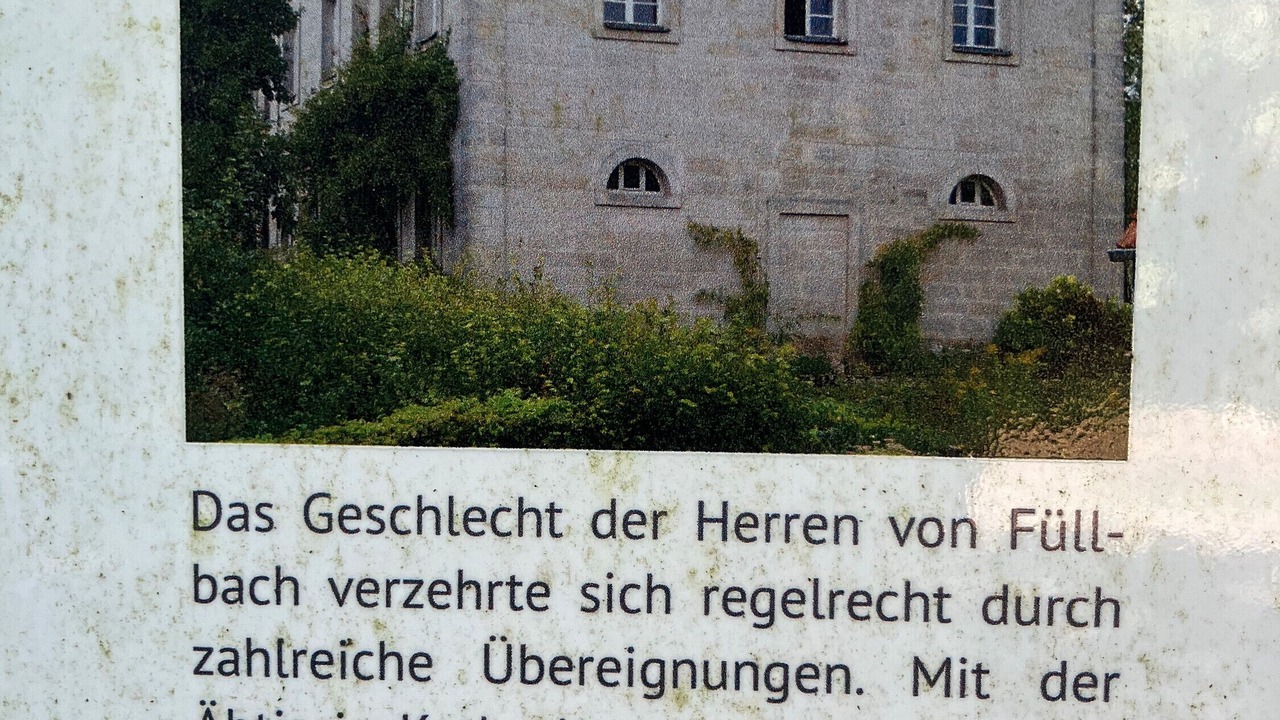 Das Geschlecht der Herren von Füll-
bach verzehrte sich regelrecht durch
zahlreiche Übereignungen. Mit der